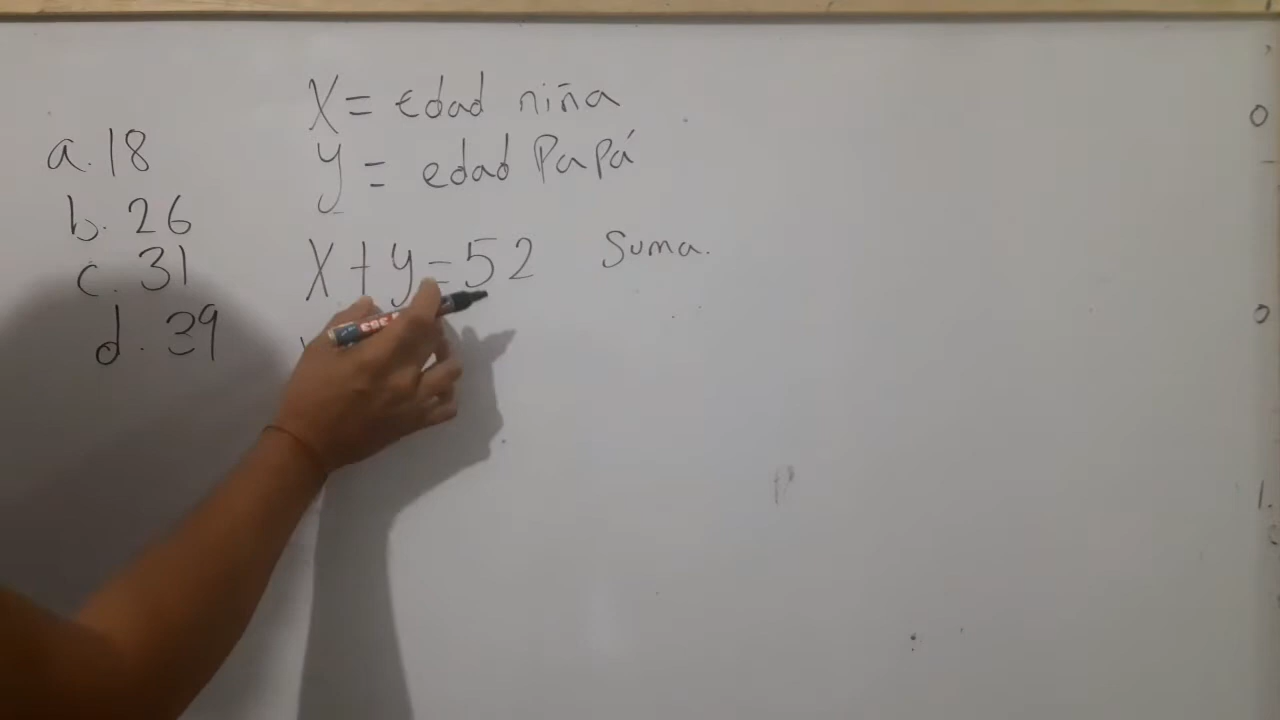 a. 18
b. 26
c. 31
d. 39
X = edad niña
y = edad Papá
X + y = 52 Suma.